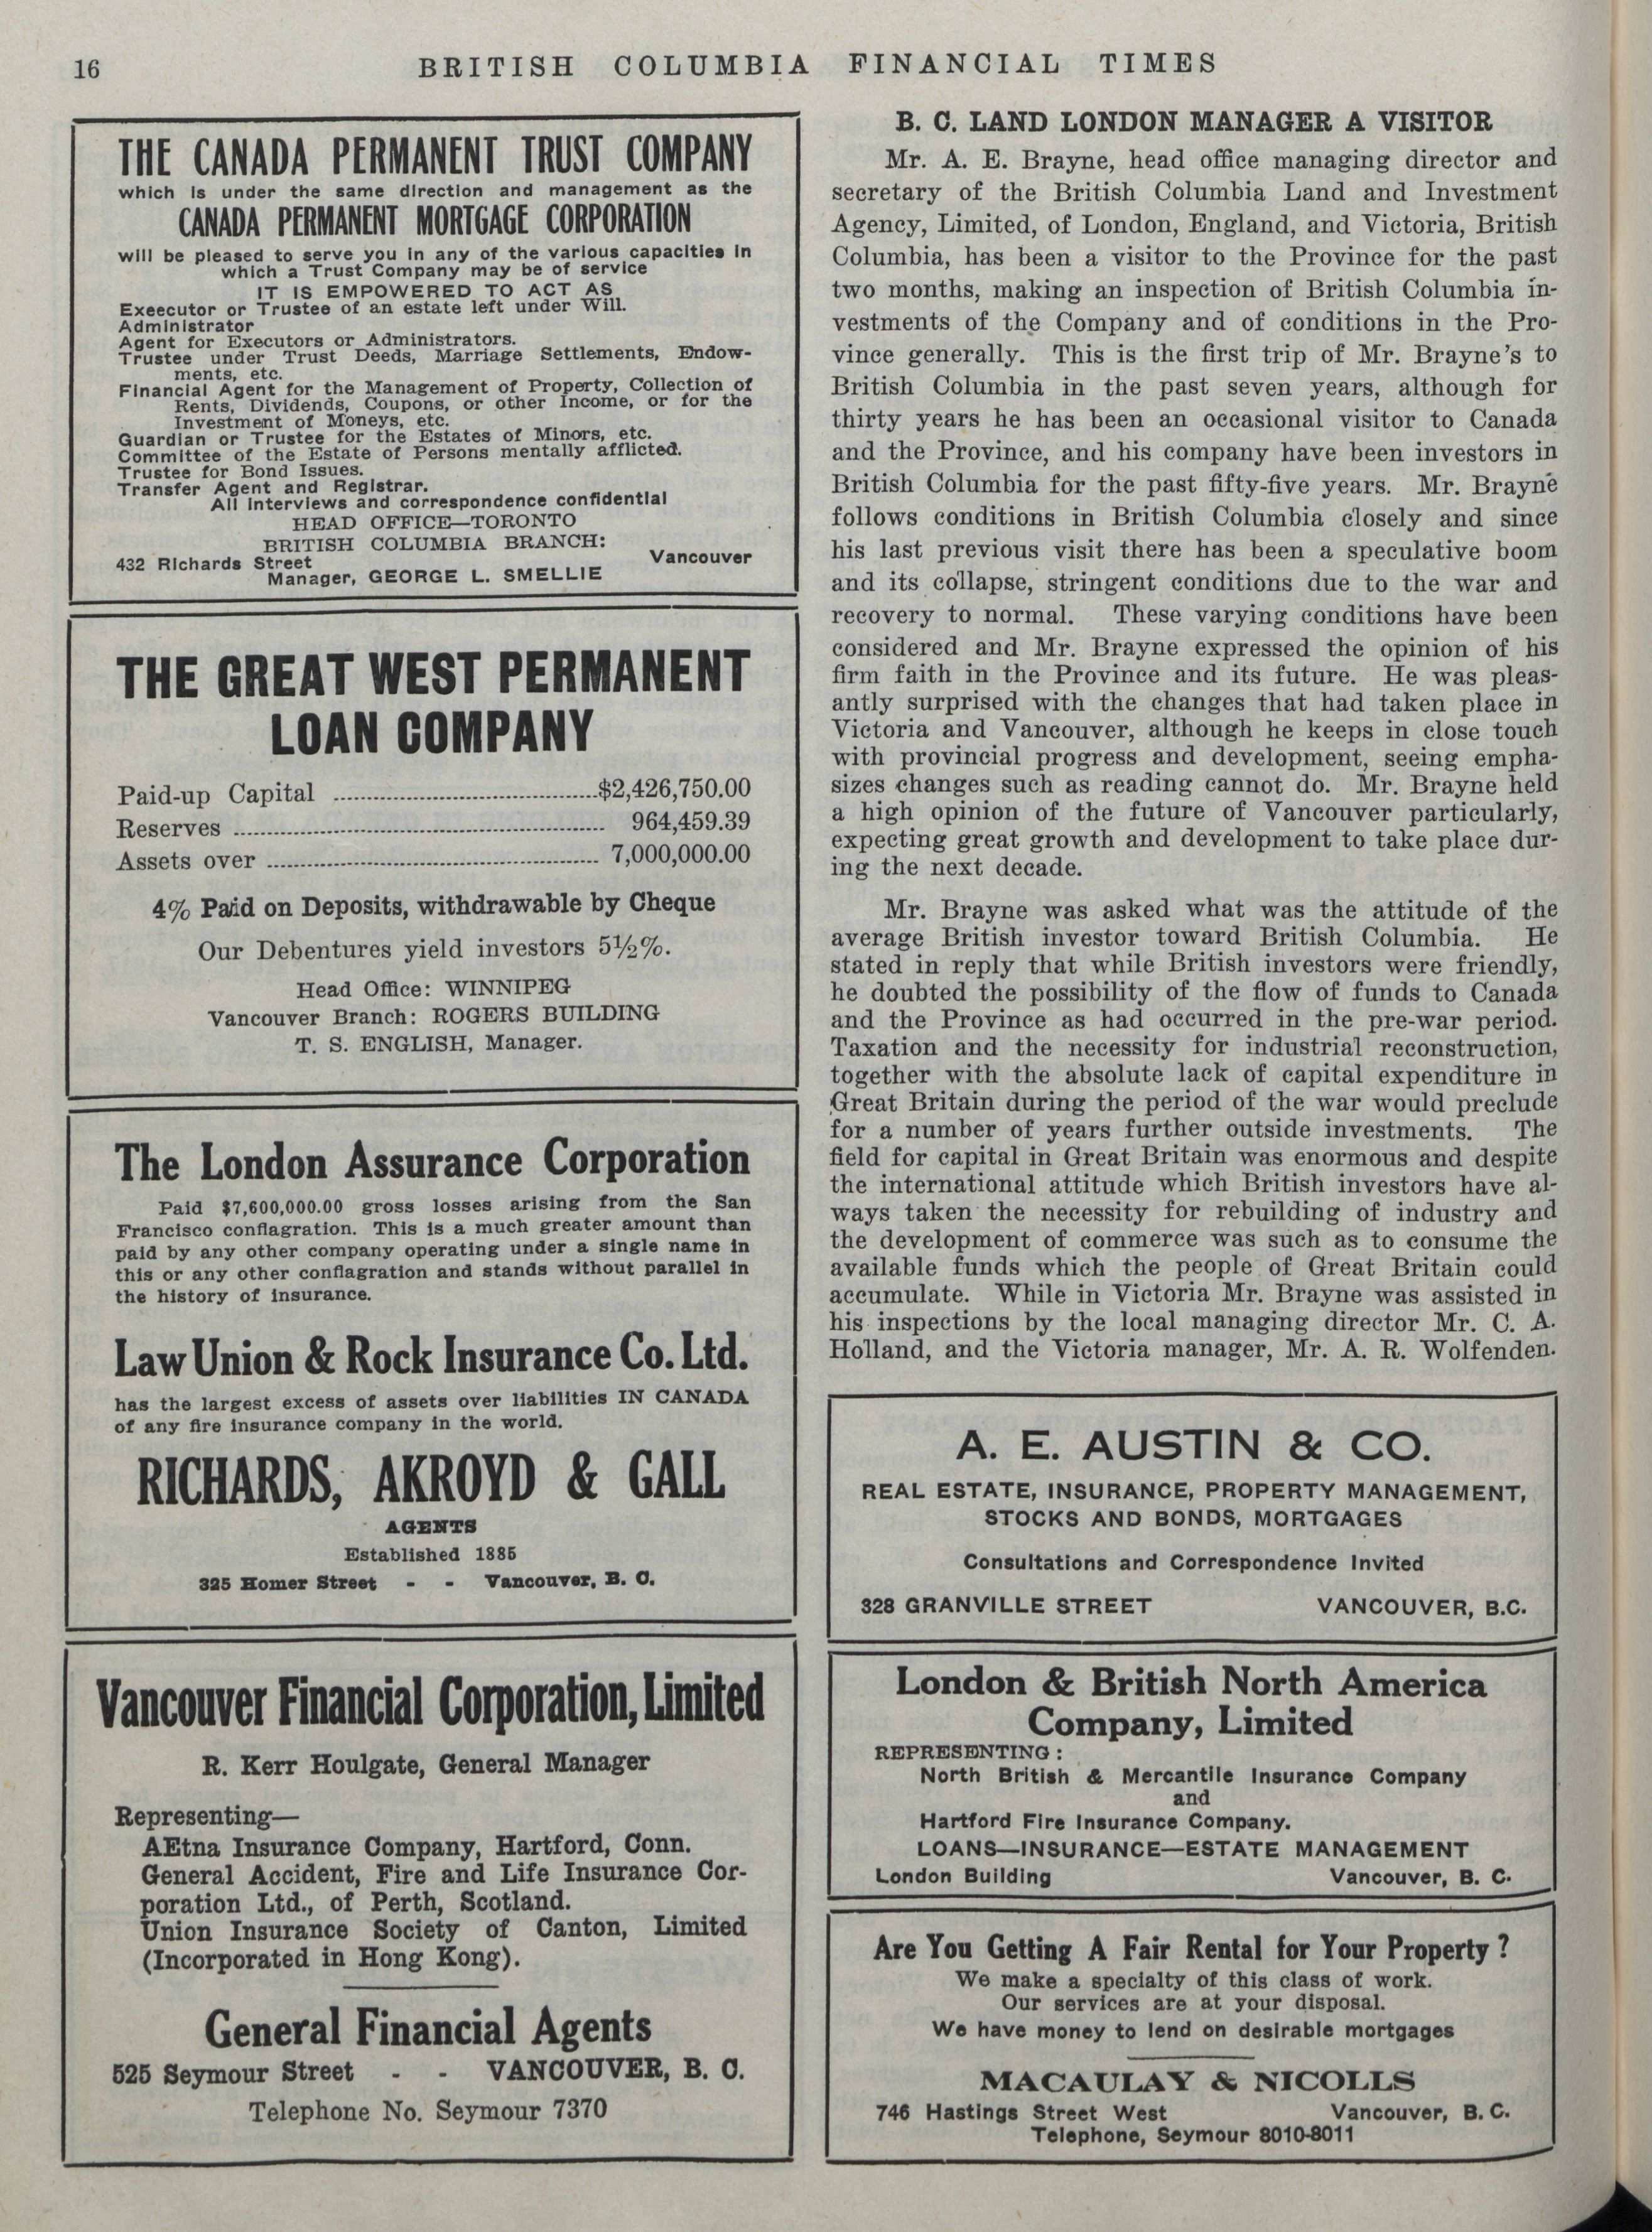 16
BRITISH COLUMBIA FINANCIAL TIMES
THE CANADA PERMANENT TRUST COMPANY
which is under the same direction and management as the
CANADA PERMANENT MORTGAGE CORPORATION
will be pleased to serve you in any of the various capacities in
which a Trust Company may be of service
IT IS EMPOWERED TO ACT AS
Exeecutor or Trustee of an estate left under Will.
Administrator
Agent for Executors or Administrators.
Trustee under Trust Deeds, Marriage Settlements, Endow-
ments, etc.
Financial Agent for the Management of Property, Collection of
Rents, Dividends, Coupons, or other Income, or for the
Investment of Moneys, etc.
Guardian or Trustee for the Estates of Minors, etc.
Committee of the Estate of Persons mentally afflicted.
Trustee for Bond Issues.
Transfer Agent and Registrar.
All interviews and correspondence confidential
HEAD OFFICE—TORONTO
BRITISH COLUMBIA BRANCH:
432 Richards Street Vancouver
Manager, GEORGE L. SMELLIE
THE GREAT WEST PERMANENT
LOAN COMPANY
Paid-up Capital ........ $2,426,750.00
Reserves ........ 964,459.39
Assets over ........ 7,000,000.00
4% Paid on Deposits, withdrawable by Cheque
Our Debentures yield investors 5½%.
Head Office: WINNIPEG
Vancouver Branch: ROGERS BUILDING
T. S. ENGLISH, Manager.
The London Assurance Corporation
Paid $7,600,000.00 gross losses arising from the San
Francisco conflagration. This is a much greater amount than
paid by any other company operating under a single name in
this or any other conflagration and stands without parallel in
the history of insurance.
Law Union & Rock Insurance Co. Ltd.
has the largest excess of assets over liabilities IN CANADA
of any fire insurance company in the world.
RICHARDS, AKROYD & GALL
AGENTS
Established 1885
325 Homer Street - - Vancouver, B. C.
Vancouver Financial Corporation, Limited
R. Kerr Houlgate, General Manager
Representing—
AEtna Insurance Company, Hartford, Conn.
General Accident, Fire and Life Insurance Cor-
poration Ltd., of Perth, Scotland.
Union Insurance Society of Canton, Limited
(Incorporated in Hong Kong).
General Financial Agents
525 Seymour Street - - VANCOUVER, B. C.
Telephone No. Seymour 7370
B. C. LAND LONDON MANAGER A VISITOR
Mr. A. E. Brayne, head office managing director and
secretary of the British Columbia Land and Investment
Agency, Limited, of London, England, and Victoria, British
Columbia, has been a visitor to the Province for the past
two months, making an inspection of British Columbia in-
vestments of the Company and of conditions in the Pro-
vince generally. This is the first trip of Mr. Brayne's to
British Columbia in the past seven years, although for
thirty years he has been an occasional visitor to Canada
and the Province, and his company have been investors in
British Columbia for the past fifty-five years. Mr. Brayne
follows conditions in British Columbia closely and since
his last previous visit there has been a speculative boom
and its collapse, stringent conditions due to the war and
recovery to normal. These varying conditions have been
considered and Mr. Brayne expressed the opinion of his
firm faith in the Province and its future. He was pleas-
antly surprised with the changes that had taken place in
Victoria and Vancouver, although he keeps in close touch
with provincial progress and development, seeing empha-
sizes changes such as reading cannot do. Mr. Brayne held
a high opinion of the future of Vancouver particularly,
expecting great growth and development to take place dur-
ing the next decade.
Mr. Brayne was asked what was the attitude of the
average British investor toward British Columbia. He
stated in reply that while British investors were friendly,
he doubted the possibility of the flow of funds to Canada
and the Province as had occurred in the pre-war period.
Taxation and the necessity for industrial reconstruction,
together with the absolute lack of capital expenditure in
Great Britain during the period of the war would preclude
for a number of years further outside investments. The
field for capital in Great Britain was enormous and despite
the international attitude which British investors have al-
ways taken the necessity for rebuilding of industry and
the development of commerce was such as to consume the
available funds which the people of Great Britain could
accumulate. While in Victoria Mr. Brayne was assisted in
his inspections by the local managing director Mr. C. A.
Holland, and the Victoria manager, Mr. A. R. Wolfenden.
A. E. AUSTIN & CO.
REAL ESTATE, INSURANCE, PROPERTY MANAGEMENT,
STOCKS AND BONDS, MORTGAGES
Consultations and Correspondence Invited
328 GRANVILLE STREET VANCOUVER, B.C.
London & British North America
Company, Limited
REPRESENTING:
North British & Mercantile Insurance Company
and
Hartford Fire Insurance Company.
LOANS—INSURANCE—ESTATE MANAGEMENT
London Building Vancouver, B. C.
Are You Getting A Fair Rental for Your Property?
We make a specialty of this class of work.
Our services are at your disposal.
We have money to lend on desirable mortgages
MACAULAY & NICOLLS
746 Hastings Street West Vancouver, B. C.
Telephone, Seymour 8010-8011